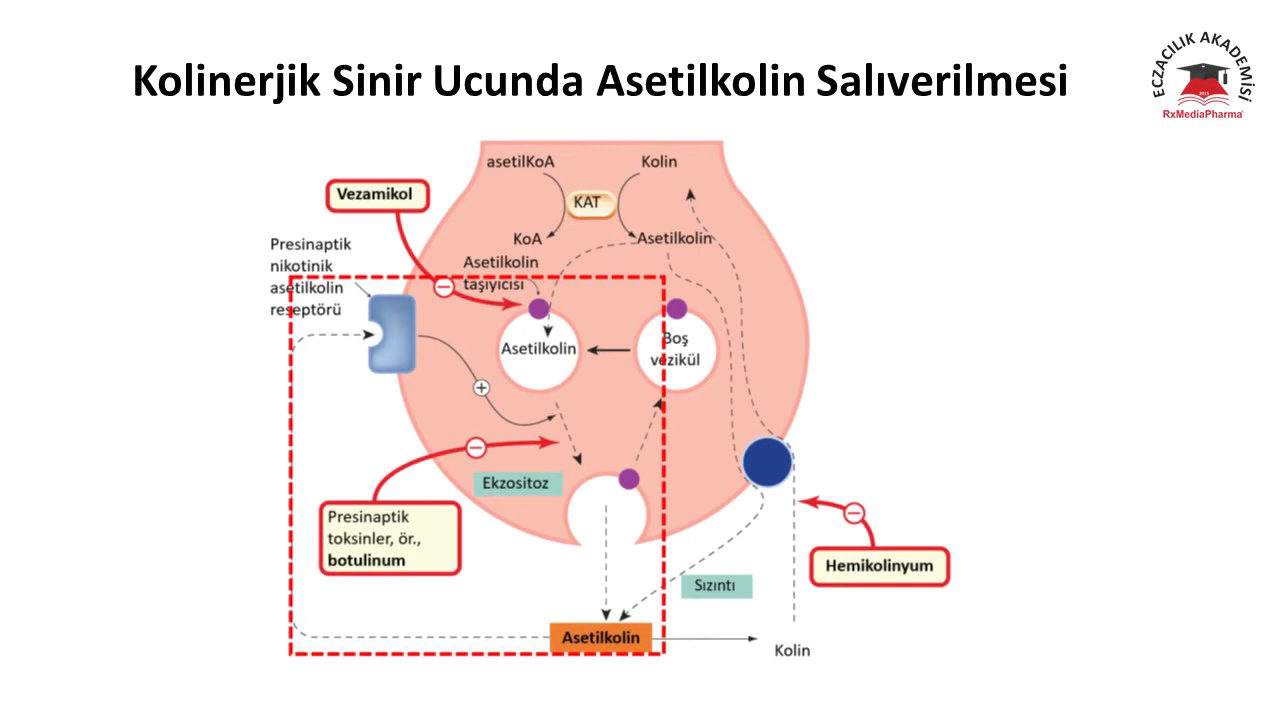 Kolinerjik Sinir Ucunda Asetilkolin Salıverilmesi
ECZACILIK AKADEMİSİ
2015
RxMediaPharma
asetilKoA
Kolin
Vezamikol
KAT
KoA
Asetilkolin
Presinaptik
nikotinik
asetilkolin
reseptörü
Asetilkolin
taşıyıcısı
Asetilkolin
Boş
vezikül
Ekzositoz
Presinaptik
toksinler, ör.,
botulinum
Hemikolinyum
Sızıntı
Asetilkolin
Kolin